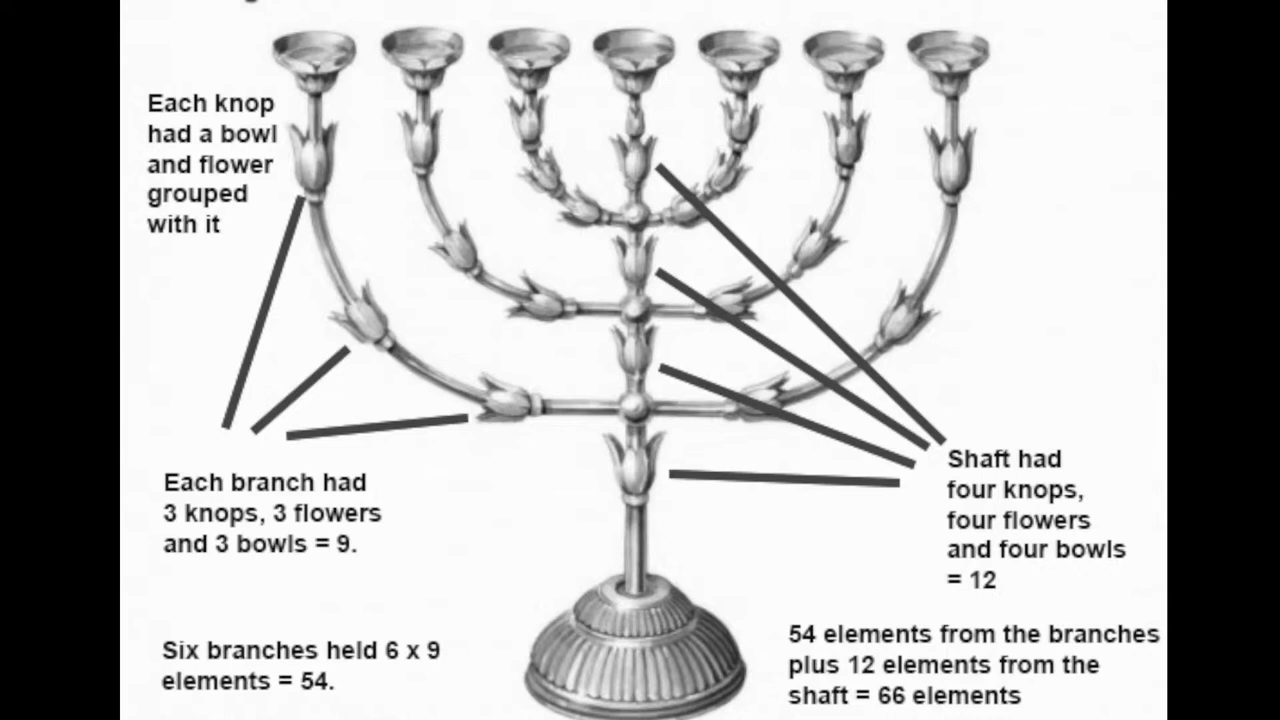 Each knop
had a bowl
and flower
grouped
with it
Each branch had
3 knops, 3 flowers
and 3 bowls = 9.
Shaft had
four knops,
four flowers
and four bowls
= 12
Six branches held 6 x 9
elements = 54.
54 elements from the branches
plus 12 elements from the
shaft = 66 elements